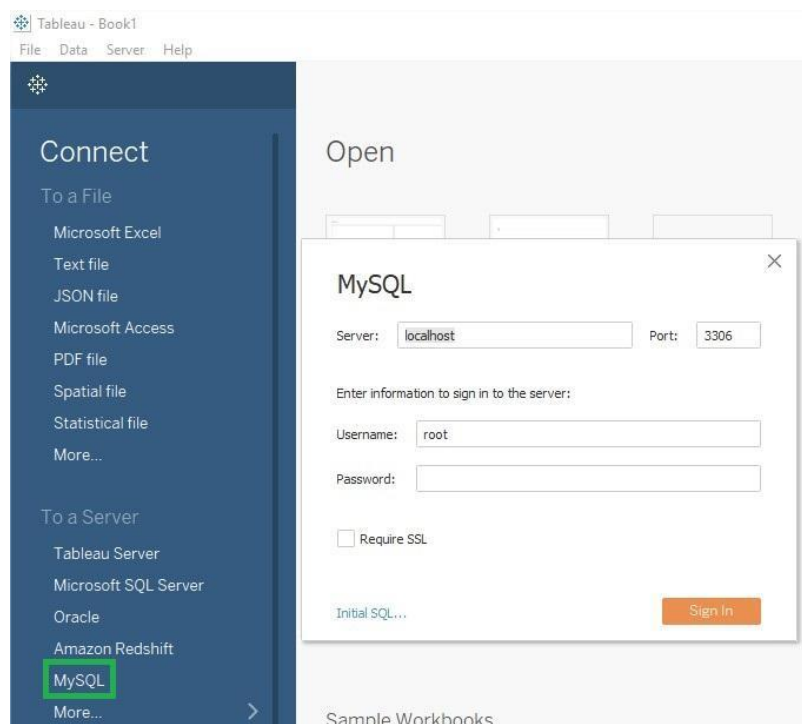 Tableau - Book1
File Data Server Help
Connect
To a File
Microsoft Excel
Text file
JSON file
Microsoft Access
PDF file
Spatial file
Statistical file
More...
To a Server
Tableau Server
Microsoft SQL Server
Oracle
Amazon Redshift
MySQL
More...
Open
MySQL
Server: localhost Port: 3306
Enter information to sign in to the server:
Username: root
Password:
Require SSL
Initial SQL... Sign In
Sample Workbooks